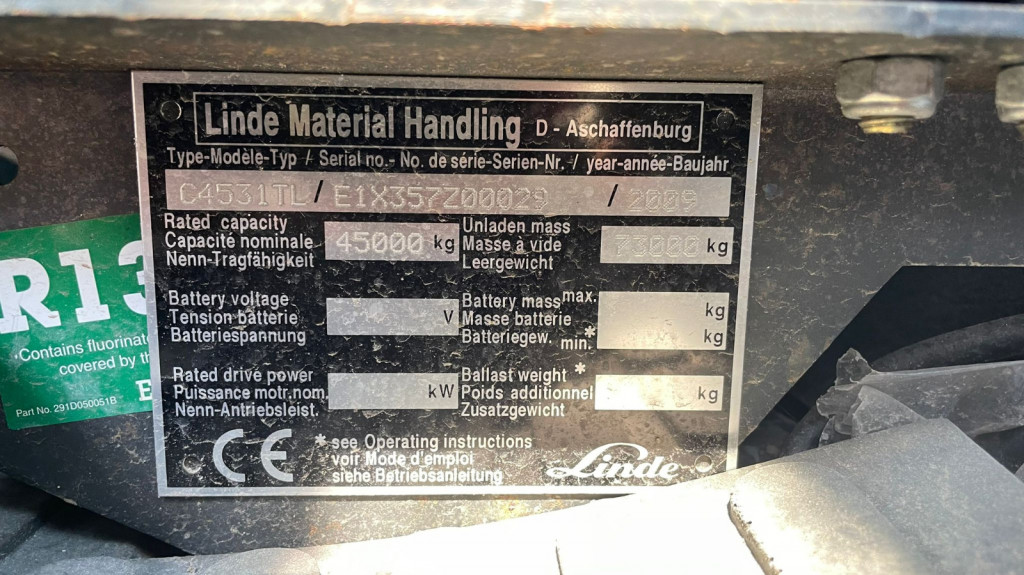 Linde Material Handling D - Aschaffenburg
Type-Modèle-Typ / Serial no.- No. de série-Serien-Nr. / year-année-Baujahr
C4531TL / E1X357Z00029 / 2009
Rated capacity
Capacité nominale
Nenn-Tragfähigkeit
45000 kg
Unladen mass
Masse à vide
Leergewicht
73000 kg
Battery voltage
Tension batterie
Batteriespannung
V
Battery mass max.
Masse batterie
Batteriegew. min. *
kg
kg
Rated drive power
Puissance motr.nom.
Nenn-Antriebsleist.
kW
Ballast weight *
Poids additionnel
Zusatzgewicht
kg
CE
* see Operating instructions
voir Mode d'emploi
siehe Betriebsanleitung
Linde
R13
Contains fluorinat
covered by th
E
Part No. 291D050051B